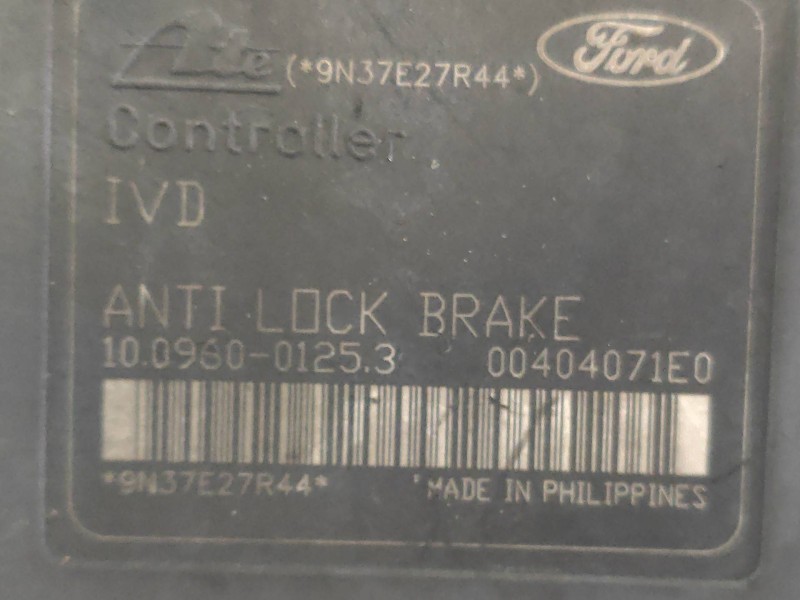 Ate (*9N37E27R44*) Ford
Controller
IVD
ANTI LOCK BRAKE
10.0960-0125.3 00404071E0
*9N37E27R44* *MADE IN PHILIPPINES